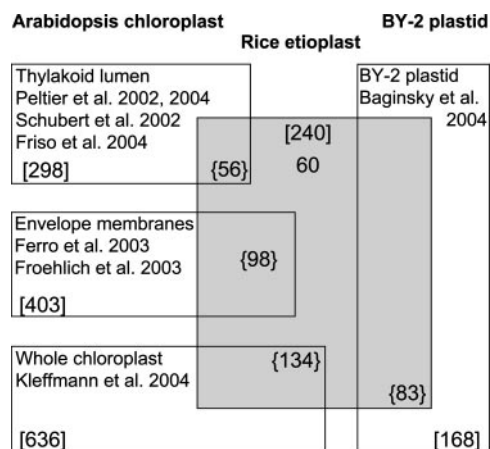 Arabidopsis chloroplast
BY-2 plastid
Rice etioplast
Thylakoid lumen
Peltier et al. 2002, 2004
Schubert et al. 2002
Friso et al. 2004
[298]
{56}
[240]
60
BY-2 plastid
Baginsky et al.
2004
Envelope membranes
Ferro et al. 2003
Froehlich et al. 2003
{98}
[403]
Whole chloroplast
Kleffmann et al. 2004
{134}
{83}
[636]
[168]